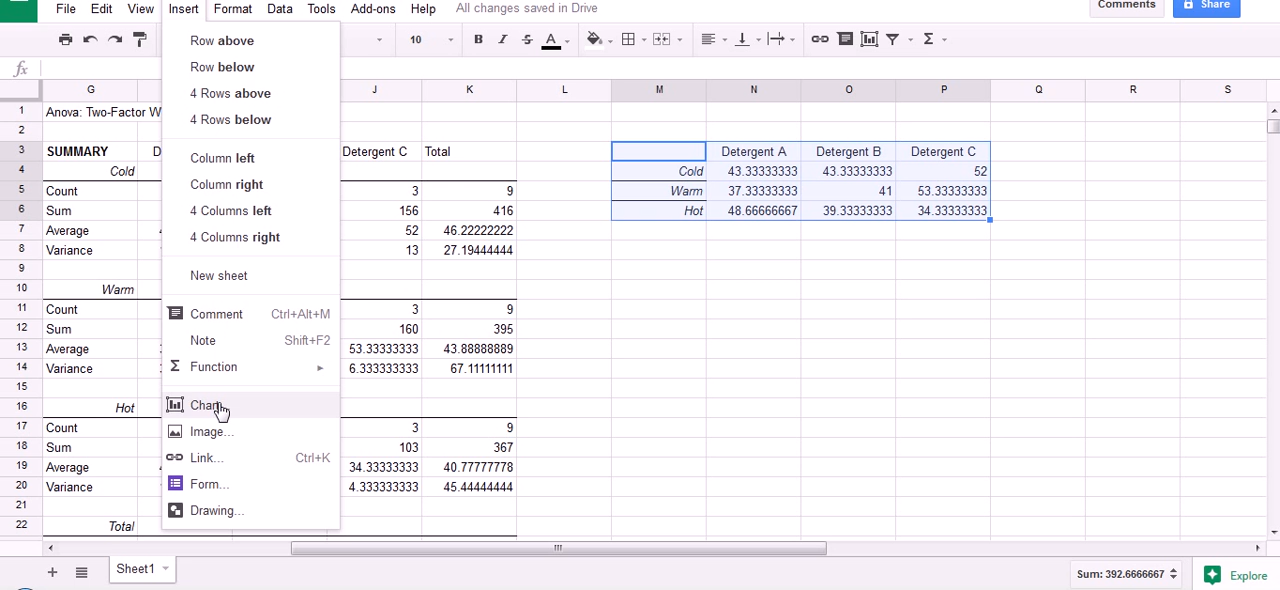 File Edit View Insert Format Data Tools Add-ons Help All changes saved in Drive Comments Share
10 B I S A Σ
fx
G J K L M N O P Q R S
1 Anova: Two-Factor W
2
3 SUMMARY D Detergent C Total Detergent A Detergent B Detergent C
4 Cold Cold 43.33333333 43.33333333 52
5 Count 3 9 Warm 37.33333333 41 53.33333333
6 Sum 156 416 Hot 48.66666667 39.33333333 34.33333333
7 Average 52 46.22222222
8 Variance 13 27.19444444
9
10 Warm
11 Count 3 9
12 Sum 160 395
13 Average 53.33333333 43.88888889
14 Variance 6.333333333 67.11111111
15
16 Hot
17 Count 3 9
18 Sum 103 367
19 Average 34.33333333 40.77777778
20 Variance 4.333333333 45.44444444
21
22 Total
Row above
Row below
4 Rows above
4 Rows below
Column left
Column right
4 Columns left
4 Columns right
New sheet
Comment Ctrl+Alt+M
Note Shift+F2
Σ Function
Image...
Link... Ctrl+K
Form...
Drawing...
Sheet1 Sum: 392.6666667 Explore